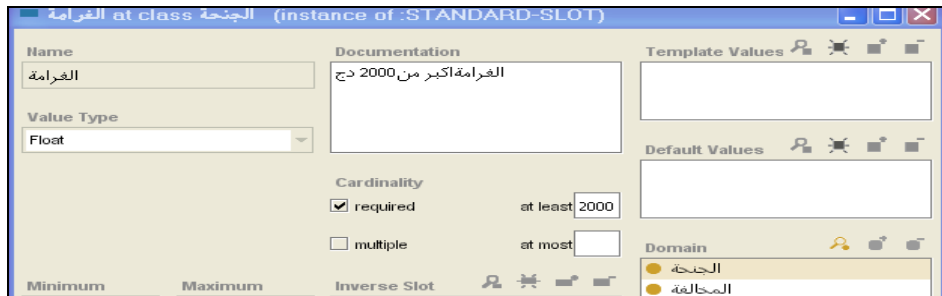 الغرامة at class الجنحة (instance of :STANDARD-SLOT)
Name
الغرامة
Value Type
Float
Documentation
الغرامةاكبر من2000 دج
Cardinality
required at least 2000
multiple at most
Template Values
Default Values
Domain
الجنحة
المخالفة
Minimum Maximum Inverse Slot